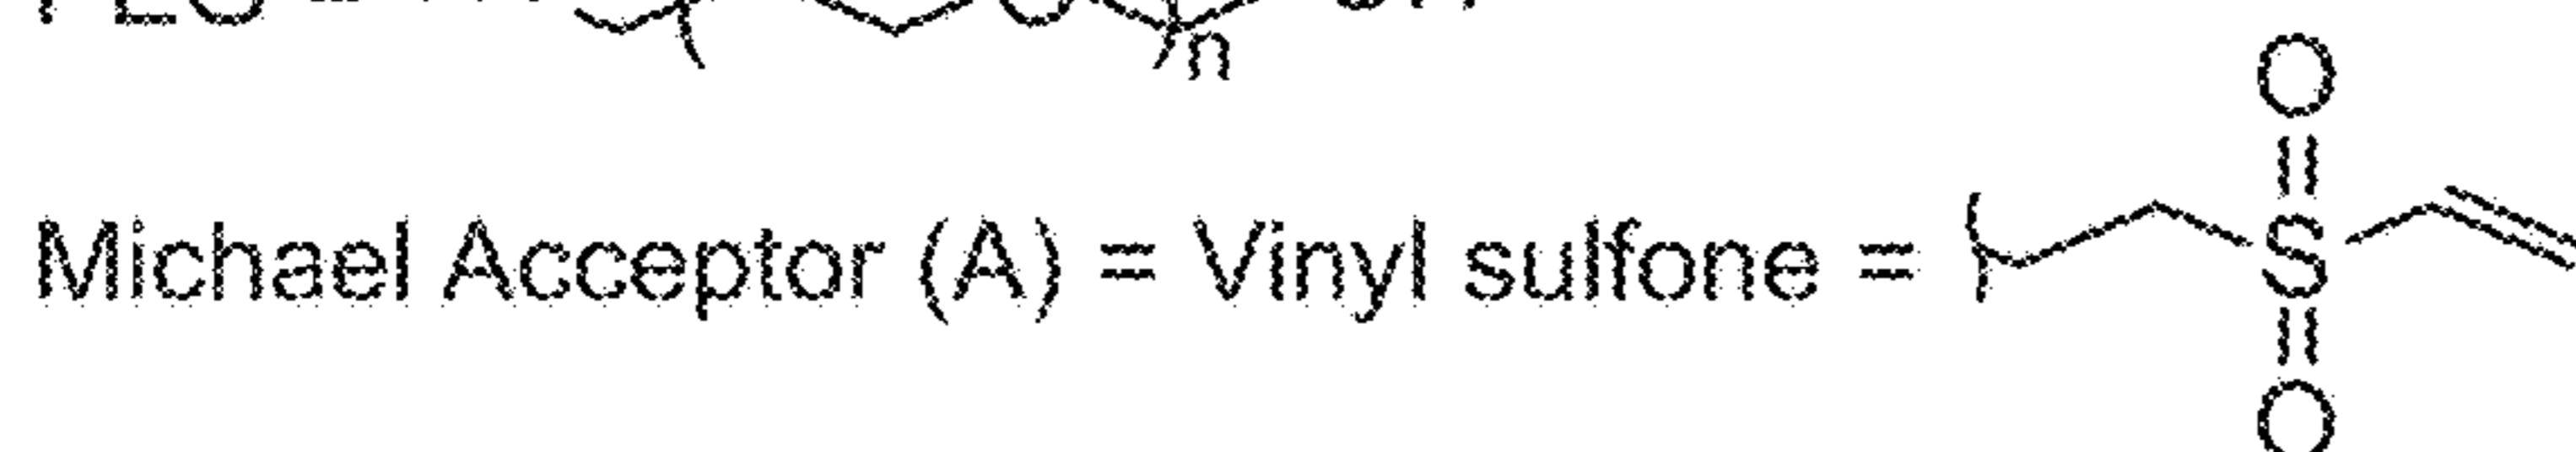 n
O
Michael Acceptor (A) = Vinyl sulfone = S
O